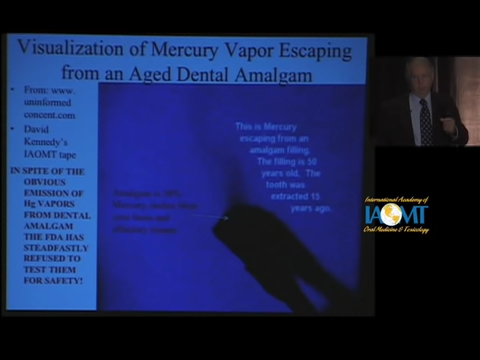 Visualization of Mercury Vapor Escaping
from an Aged Dental Amalgam
• From: www.
uninformed
concent.com
• David
Kennedy's
IAOMT tape
IN SPITE OF THE
OBVIOUS
EMISSION OF
Hg VAPORS
FROM DENTAL
AMALGAM
THE FDA HAS
STEADFASTLY
REFUSED TO
TEST THEM
FOR SAFETY!
This is Mercury
escaping from an
amalgam filling.
The filling is 50
years old, The
tooth was
extracted 15
years ago.
International Academy of
IAOMT
Oral Medicine & Toxicology